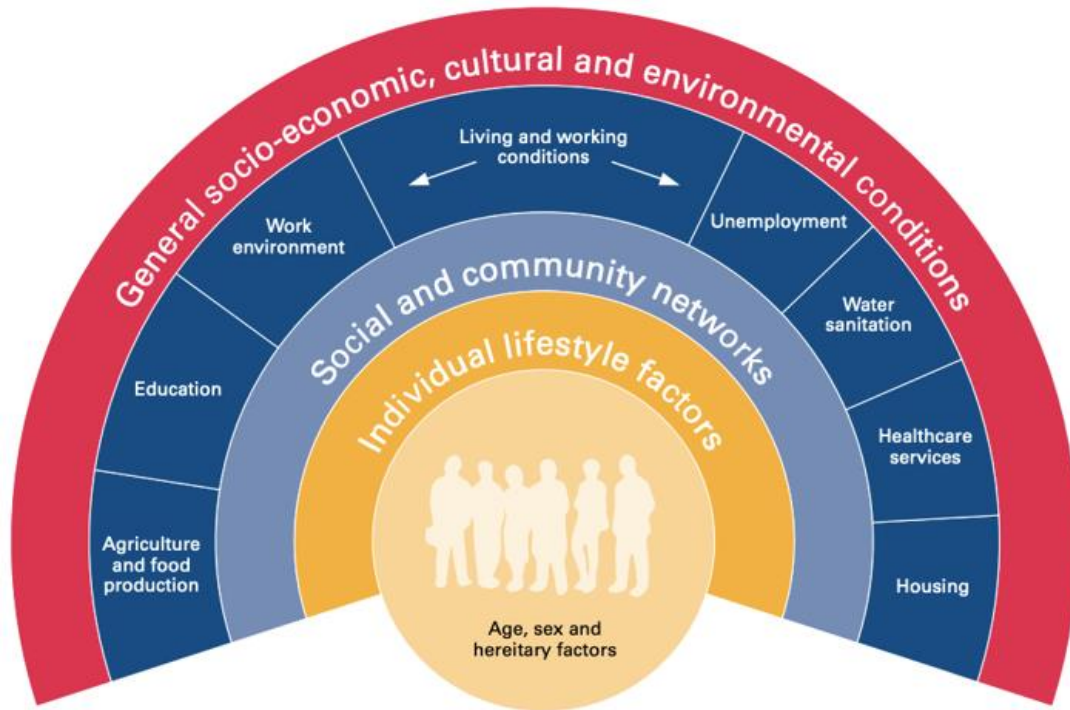 General socio-economic, cultural and environmental conditions
Living and working
conditions
Work
environment
Unemployment
Education
Water
sanitation
Agriculture
and food
production
Healthcare
services
Housing
Social and community networks
Individual lifestyle factors
Age, sex and
hereitary factors